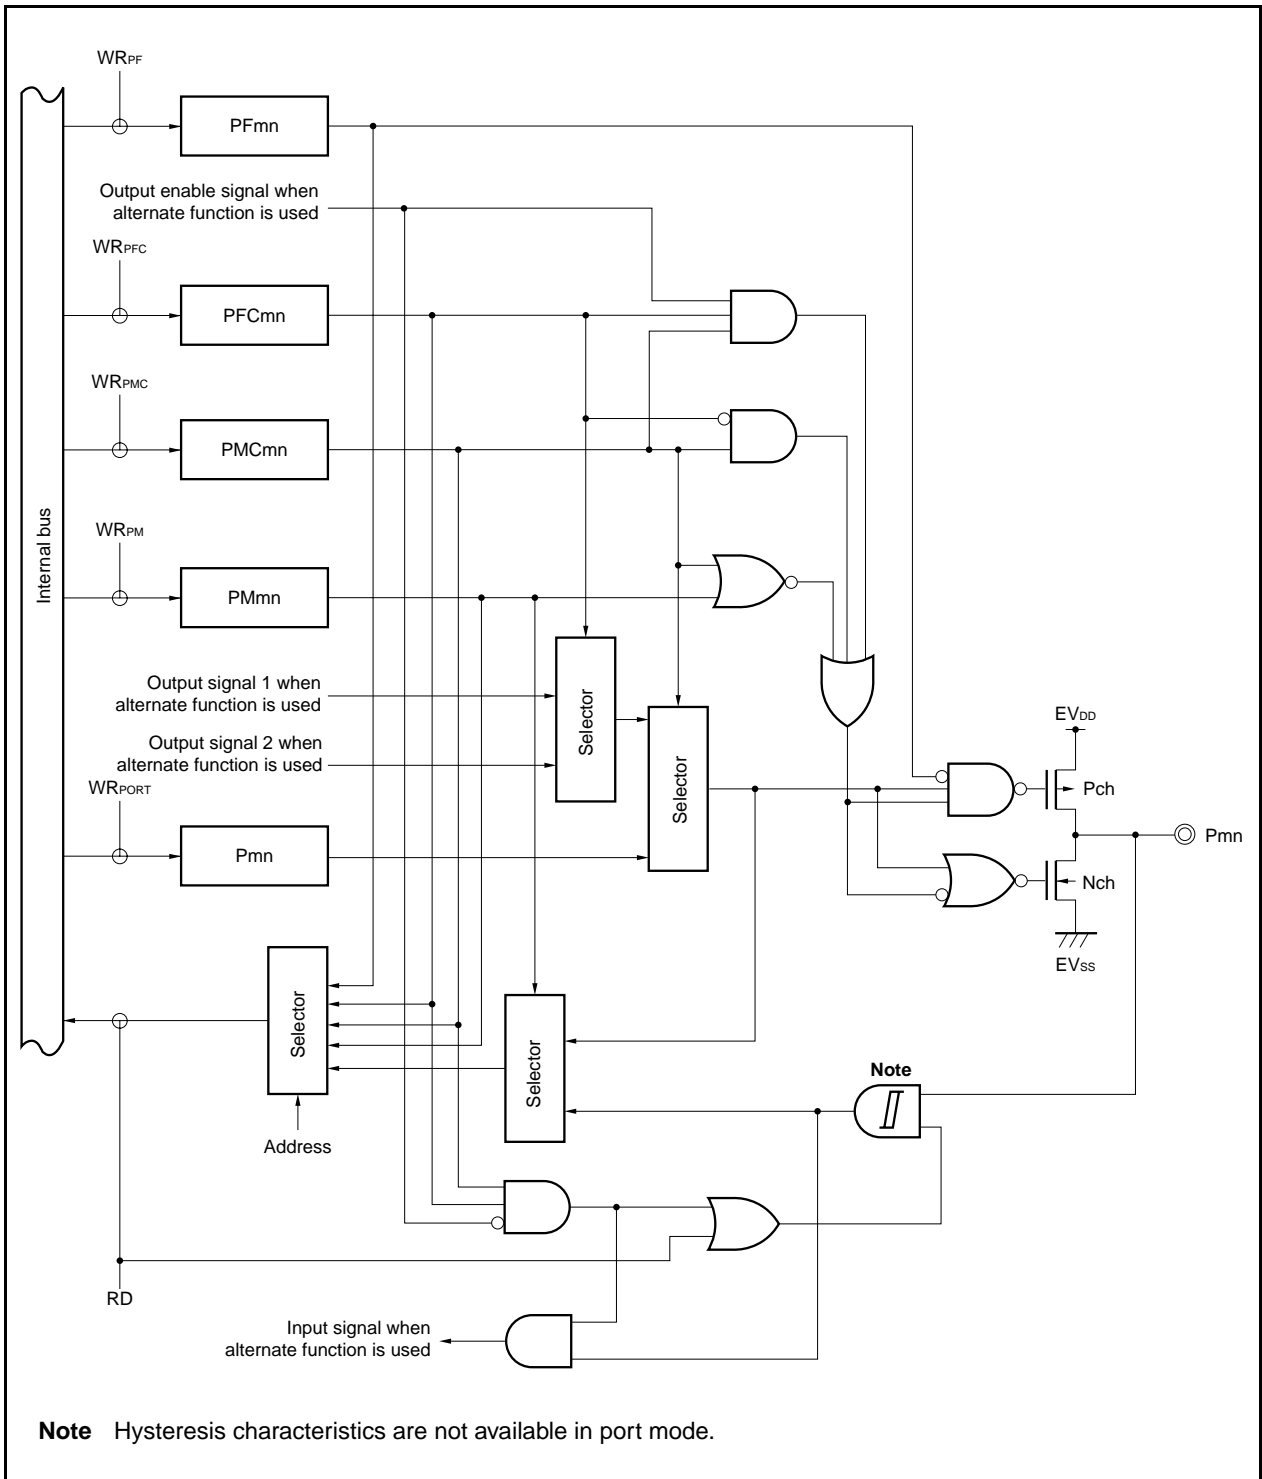 WRPF
PFmn
Output enable signal when
alternate function is used
WRPFC
PFCmn
WRPMC
PMCmn
Internal bus
WRPM
PMmn
Output signal 1 when
alternate function is used
Selector
Output signal 2 when
alternate function is used
Selector
WRPORT
Pmn
EVDD
Pch
Pmn
Nch
EVSS
Selector
Selector
Note
Address
RD
Input signal when
alternate function is used
Note Hysteresis characteristics are not available in port mode.